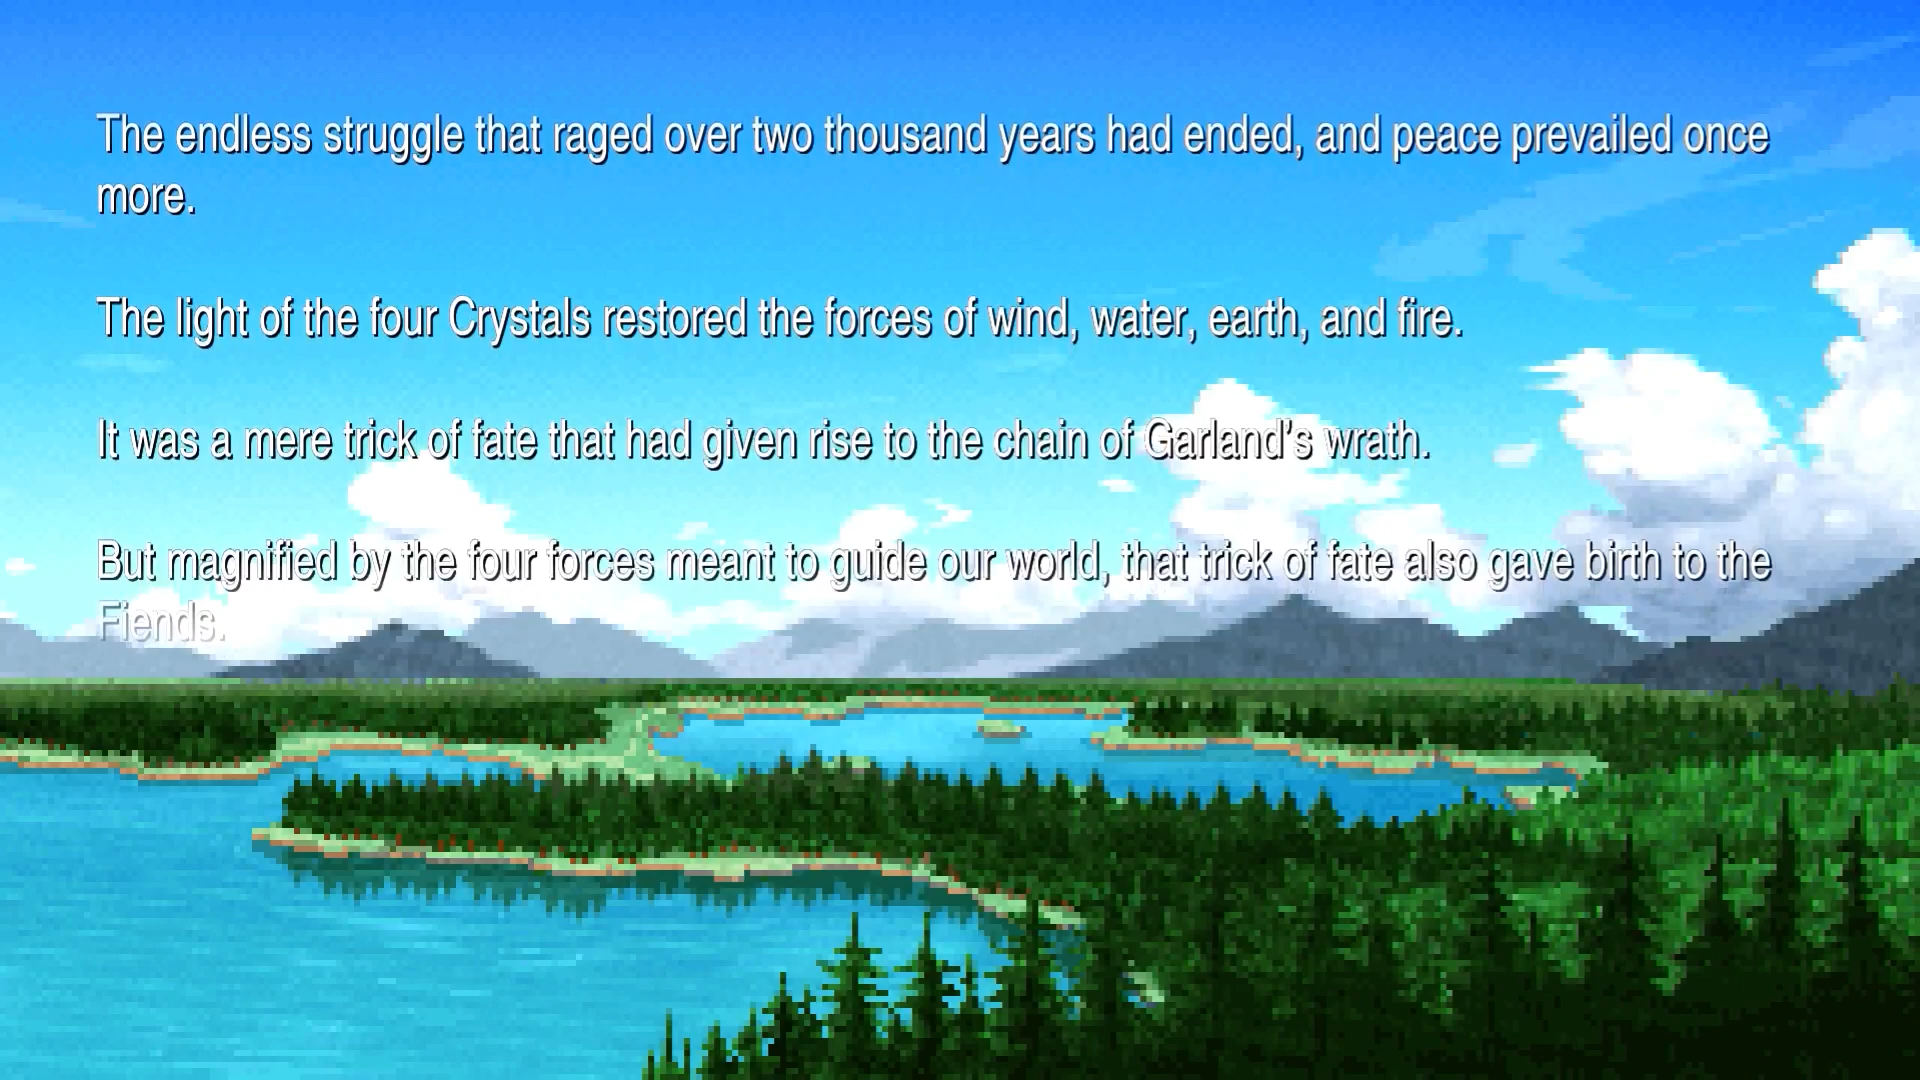 The endless struggle that raged over two thousand years had ended, and peace prevailed once
more.
The light of the four Crystals restored the forces of wind, water, earth, and fire.
It was a mere trick of fate that had given rise to the chain of Garland's wrath.
But magnified by the four forces meant to guide our world, that trick of fate also gave birth to the
Fiends.